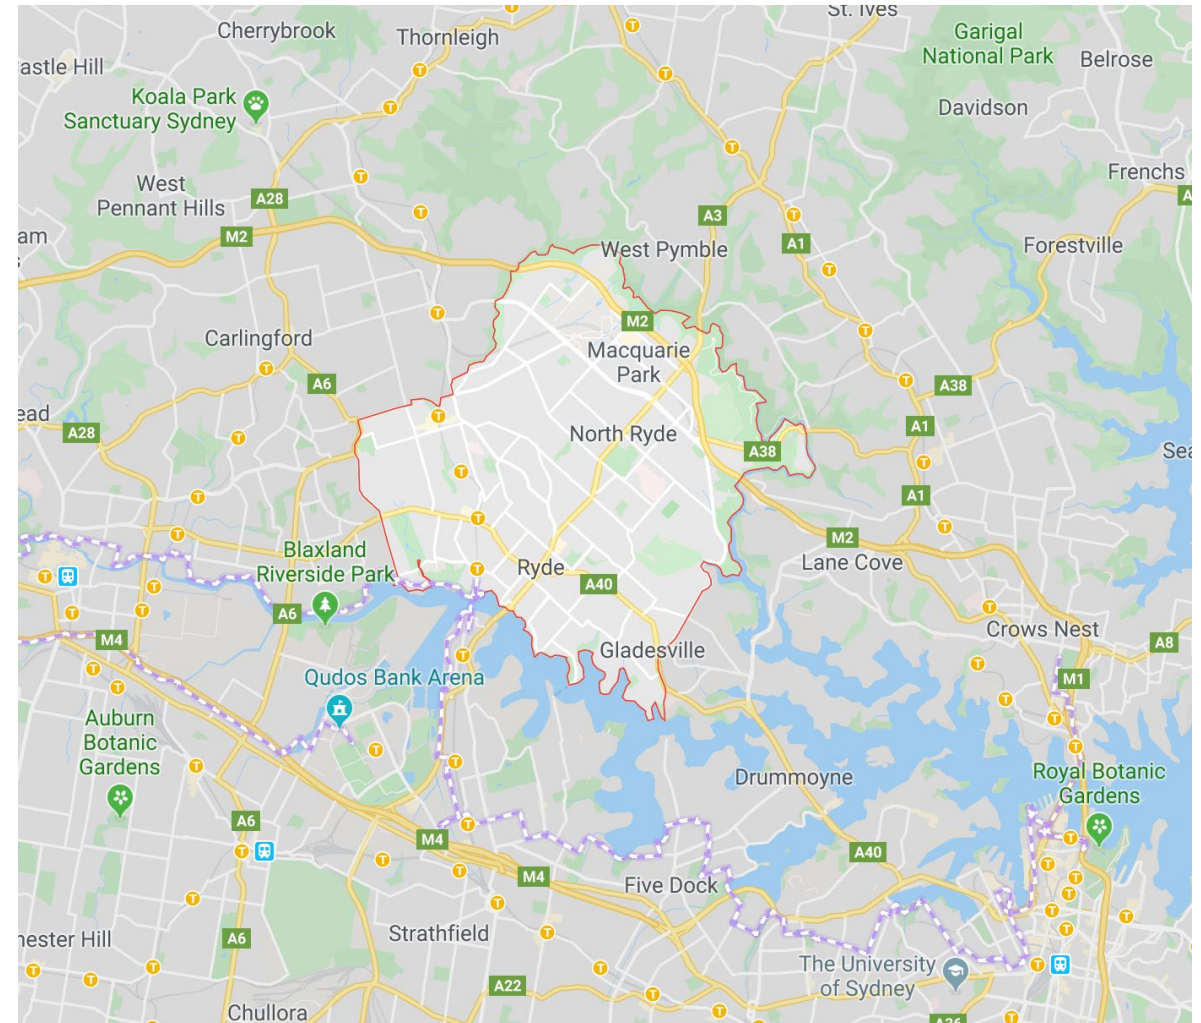 St. Ives
Cherrybrook
Thornleigh
Garigal
National Park
Belrose
astle Hill
Koala Park
Sanctuary Sydney
Davidson
West
Pennant Hills
A28
Frenchs
A
A3
am
M2
West Pymble
A1
Forestville
M2
Carlingford
Macquarie
Park
A6
A38
ead
A28
North Ryde
A1
A38
Sea
A1
M2
Blaxland
Riverside Park
Ryde
A40
Lane Cove
A6
M4
Gladesville
Crows Nest
A8
Qudos Bank Arena
M1
Auburn
Botanic
Gardens
Drummoyne
Royal Botanic
Gardens
A6
M4
A40
M4
Five Dock
hester Hill
A6
Strathfield
The University
of Sydney
A22
Chullora
A36